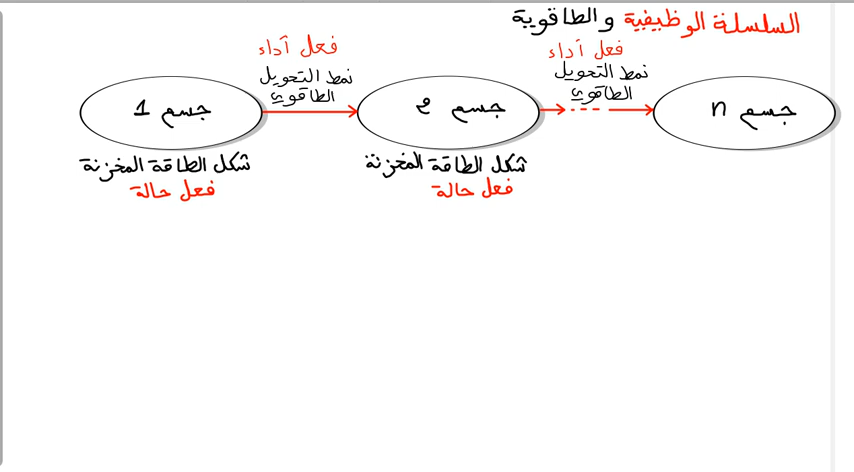 السلسلة الوظيفية والطاقوية
فعل أداء
نمط التحويل
الطاقوي
فعل أداء
نمط التحويل
الطاقوي
جسم 1
جسم 2
جسم n
شكل الطاقة المخزنة
فعل حالة
شكل الطاقة المخزنة
فعل حالة